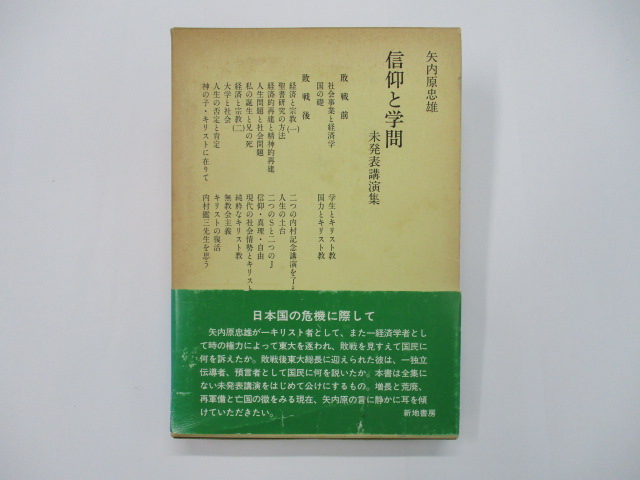 矢内原忠雄
信仰と学問
未発表講演集
敗戦前
社会事業と経済学
国の礎
学生とキリスト教
国力とキリスト教
敗戦後
経済と宗教(一)
聖書研究の方法
経済的再建と精神的再建
人生問題と社会問題
私の誕生と兄の死
経済と宗教(二)
大学と社会
人生の否定と肯定
神の子・キリストに在りて
二つの内村記念講演を了え
人生の土台
二つのSと二つのJ
信仰・真理・自由
現代の社会情勢とキリスト
純粋なキリスト教
無教会主義
キリストの復活
内村鑑三先生を思う
日本国の危機に際して
矢内原忠雄が一キリスト者として、また一経済学者とし
て時の権力によって東大を逐われ、敗戦を見すえて国民に
何を訴えたか。敗戦後東大総長に迎えられた彼は、一独立
伝導者、預言者として国民に何を説いたか。本書は全集に
ない未発表講演をはじめて公けにするもの。増長と荒廃、
再軍備と亡国の徴をみる現在、矢内原の言に静かに耳を傾
けていただきたい。
新地書房